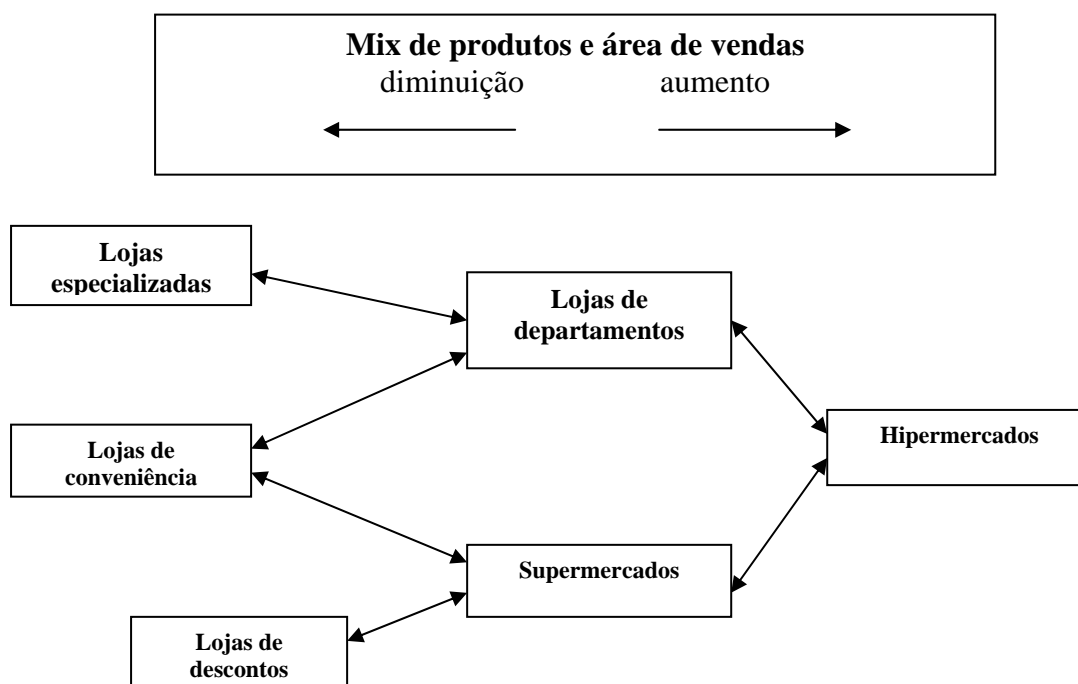 Mix de produtos e área de vendas
diminuição aumento
Lojas
especializadas
Lojas de
departamentos
Lojas de
conveniência
Hipermercados
Supermercados
Lojas de
descontos